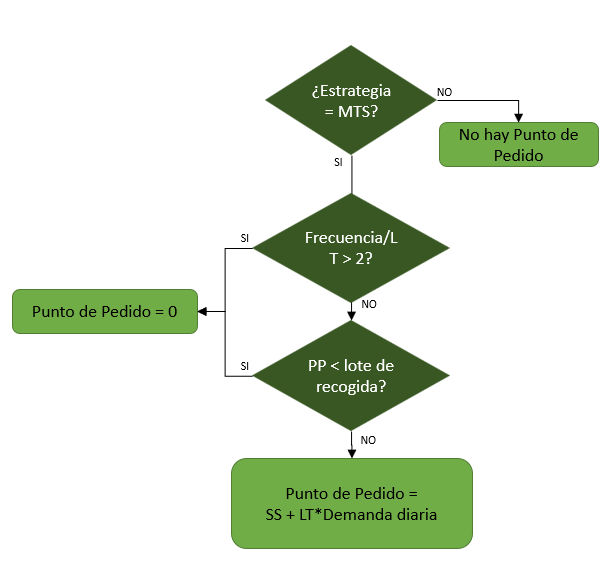 ¿Estrategia
= MTS?
NO
No hay Punto de
Pedido
SI
Frecuencia/L
T > 2?
SI
NO
Punto de Pedido = 0
PP < lote de
recogida?
SI
NO
Punto de Pedido =
SS + LT*Demanda diaria